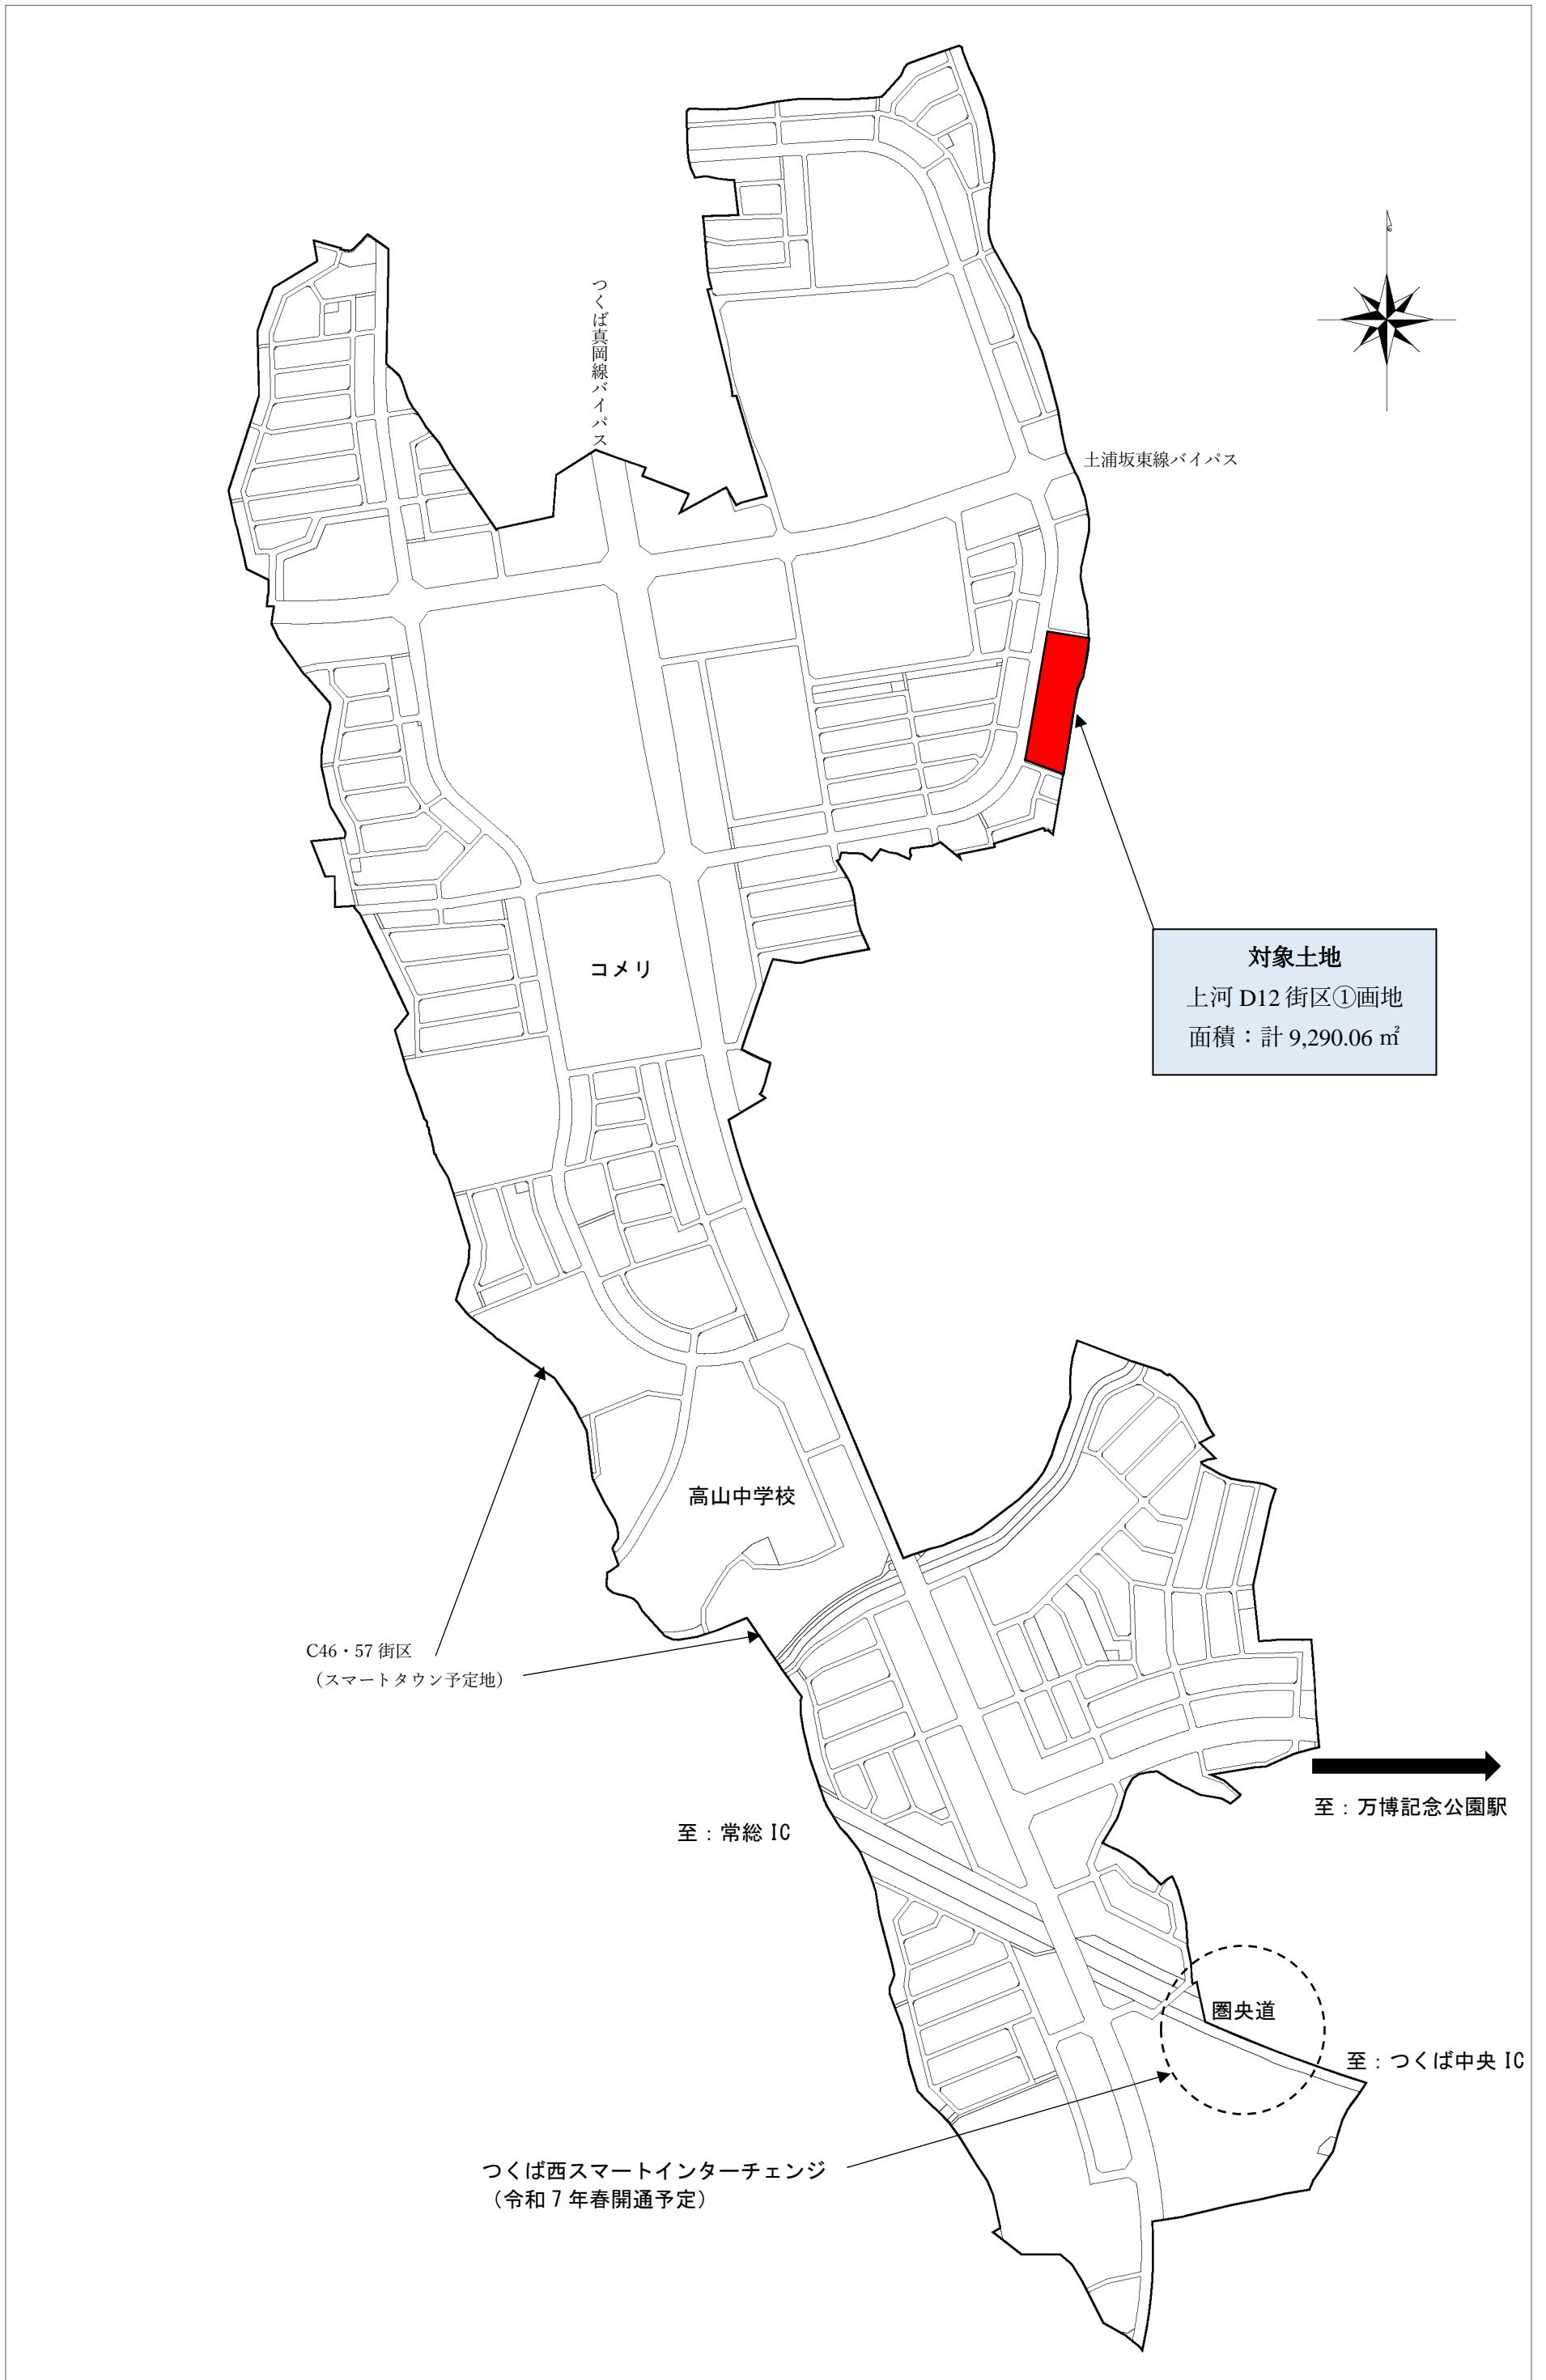 つくば真岡線バイパス
土浦坂東線バイパス
対象土地
上河 D12 街区①画地
面積：計 9,290.06 ㎡
コメリ
高山中学校
C46・57 街区
（スマートタウン予定地）
至：万博記念公園駅
至：常総 IC
圏央道
至：つくば中央 IC
つくば西スマートインターチェンジ
（令和 7 年春開通予定）